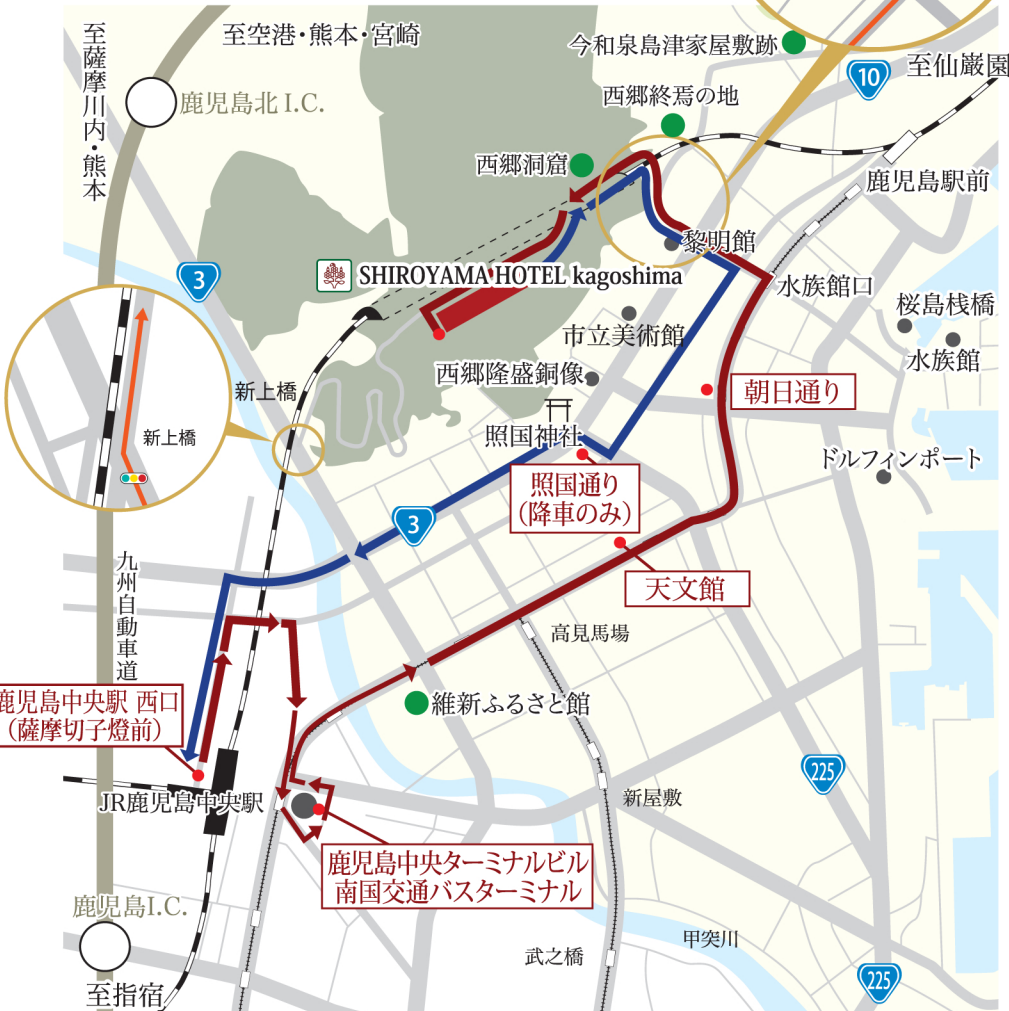 至薩摩川内・熊本
至空港・熊本・宮崎
今和泉島津家屋敷跡
10
至仙巌園
鹿児島北I.C.
西郷終焉の地
西郷洞窟
鹿児島駅前
黎明館
3
SHIROYAMA HOTEL kagoshima
水族館口
桜島桟橋
市立美術館
水族館
西郷隆盛銅像
新上橋
朝日通り
新上橋
照国神社
ドルフィンポート
照国通り
(降車のみ)
3
九州自動車道
天文館
高見馬場
鹿児島中央駅 西口
(薩摩切子燈前)
維新ふるさと館
225
JR鹿児島中央駅
新屋敷
鹿児島中央ターミナルビル
南国交通バスターミナル
鹿児島I.C.
甲突川
武之橋
225
至指宿